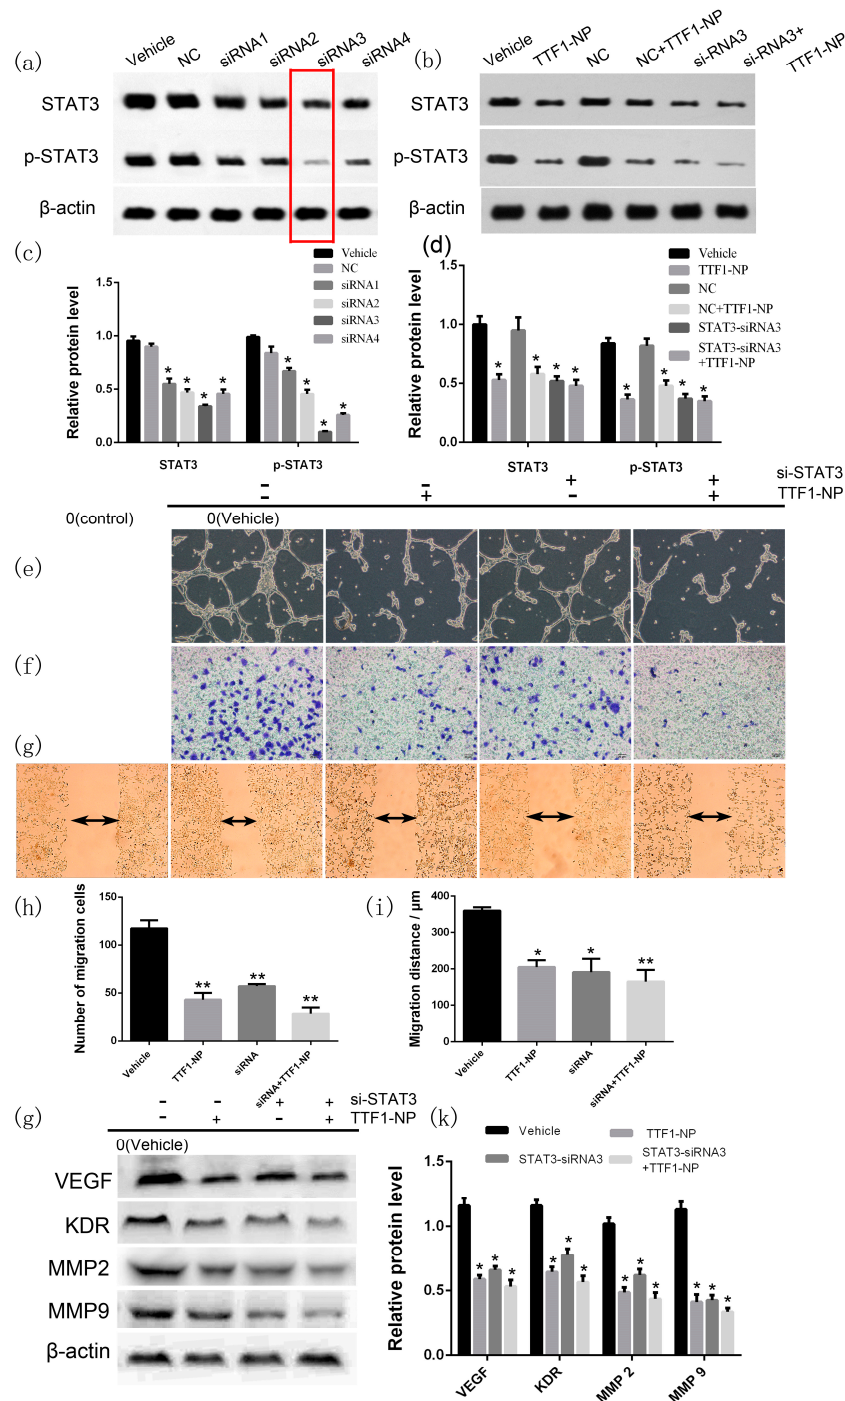 (a)
Vehicle
NC
siRNA1
siRNA2
siRNA3
siRNA4
STAT3
p-STAT3
β-actin
(b)
Vehicle
TTF1-NP
NC
NC+TTF1-NP
si-RNA3
si-RNA3+
TTF1-NP
STAT3
p-STAT3
β-actin
(c)
Vehicle
NC
siRNA1
siRNA2
siRNA3
siRNA4
Relative protein level
1.5
1.0
0.5
0.0
* * * *
* * * *
STAT3
p-STAT3
(d)
Vehicle
TTF1-NP
NC
NC+TTF1-NP
STAT3-siRNA3
STAT3-siRNA3
+TTF1-NP
Relative protein level
1.5
1.0
0.5
0.0
* * * *
* * * *
STAT3
p-STAT3
- - + + si-STAT3
- + - + TTF1-NP
0(control)
0(Vehicle)
(e)
(f)
(g)
(h)
Number of migration cells
150
100
50
0
** ** **
Vehicle
TTF1-NP
siRNA
siRNA+TTF1-NP
(i)
Migration distance / μm
400
300
200
100
0
* * **
Vehicle
TTF1-NP
siRNA
siRNA+TTF1-NP
(g)
- - + + si-STAT3
- + - + TTF1-NP
0(Vehicle)
VEGF
KDR
MMP2
MMP9
β-actin
(k)
Vehicle
TTF1-NP
STAT3-siRNA3
STAT3-siRNA3
+TTF1-NP
Relative protein level
1.5
1.0
0.5
0.0
* * *
* * *
* * *
* * *
VEGF
KDR
MMP 2
MMP 9